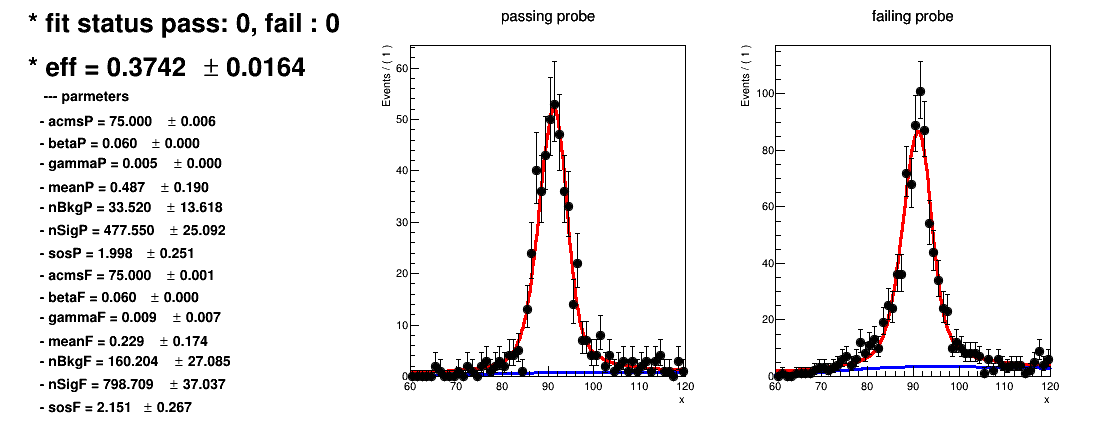 * fit status pass: 0, fail : 0
* eff = 0.3742 ± 0.0164
--- parmeters
- acmsP = 75.000 ± 0.006
- betaP = 0.060 ± 0.000
- gammaP = 0.005 ± 0.000
- meanP = 0.487 ± 0.190
- nBkgP = 33.520 ± 13.618
- nSigP = 477.550 ± 25.092
- sosP = 1.998 ± 0.251
- acmsF = 75.000 ± 0.001
- betaF = 0.060 ± 0.000
- gammaF = 0.009 ± 0.007
- meanF = 0.229 ± 0.174
- nBkgF = 160.204 ± 27.085
- nSigF = 798.709 ± 37.037
- sosF = 2.151 ± 0.267
passing probe
Events / ( 1 )
60
50
40
30
20
10
0
60 70 80 90 100 110 120
x
failing probe
Events / ( 1 )
100
80
60
40
20
0
60 70 80 90 100 110 120
x